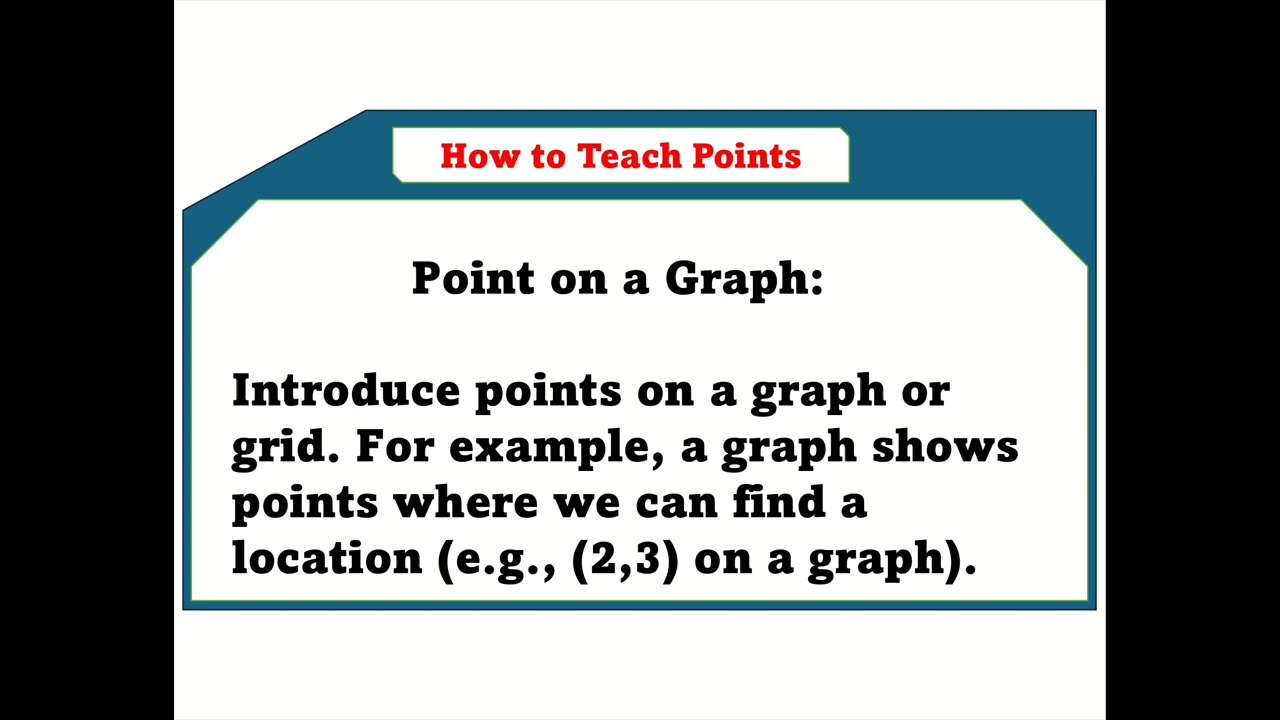 How to Teach Points
Point on a Graph:
Introduce points on a graph or
grid. For example, a graph shows
points where we can find a
location (e.g., (2,3) on a graph).